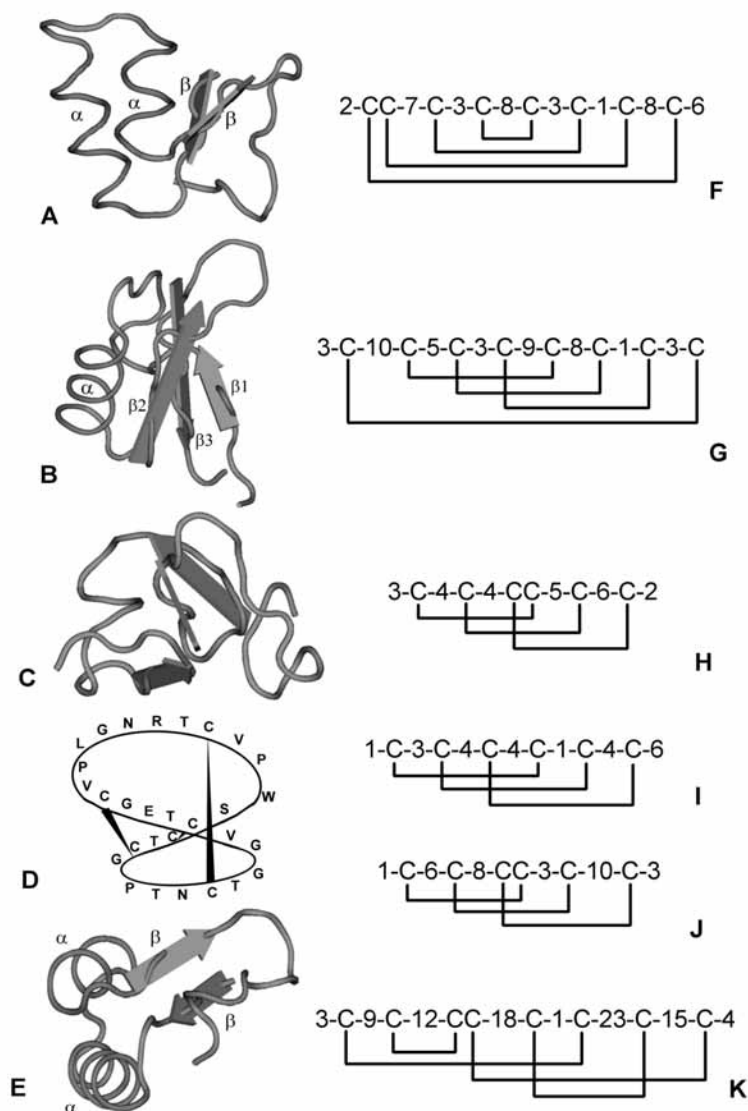 α
α
β
β
A
2-CC-7-C-3-C-8-C-3-C-1-C-8-C-6
F
α
β2
β1
β3
B
3-C-10-C-5-C-3-C-9-C-8-C-1-C-3-C
G
C
3-C-4-C-4-CC-5-C-6-C-2
H
L G N R T C V P W
P V C G E T C S
G C T C V G
P T N C T G
D
1-C-3-C-4-C-4-C-1-C-4-C-6
I
1-C-6-C-8-CC-3-C-10-C-3
J
α
β
β
α
E
3-C-9-C-12-CC-18-C-1-C-23-C-15-C-4
K